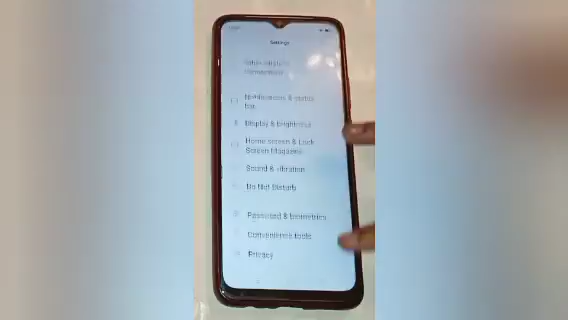 Settings
Notifications & status
bar
Display & brightness
Home screen & Lock
Screen Magazine
Sound & vibration
Do Not Disturb
Password & biometrics
Convenience tools
Privacy